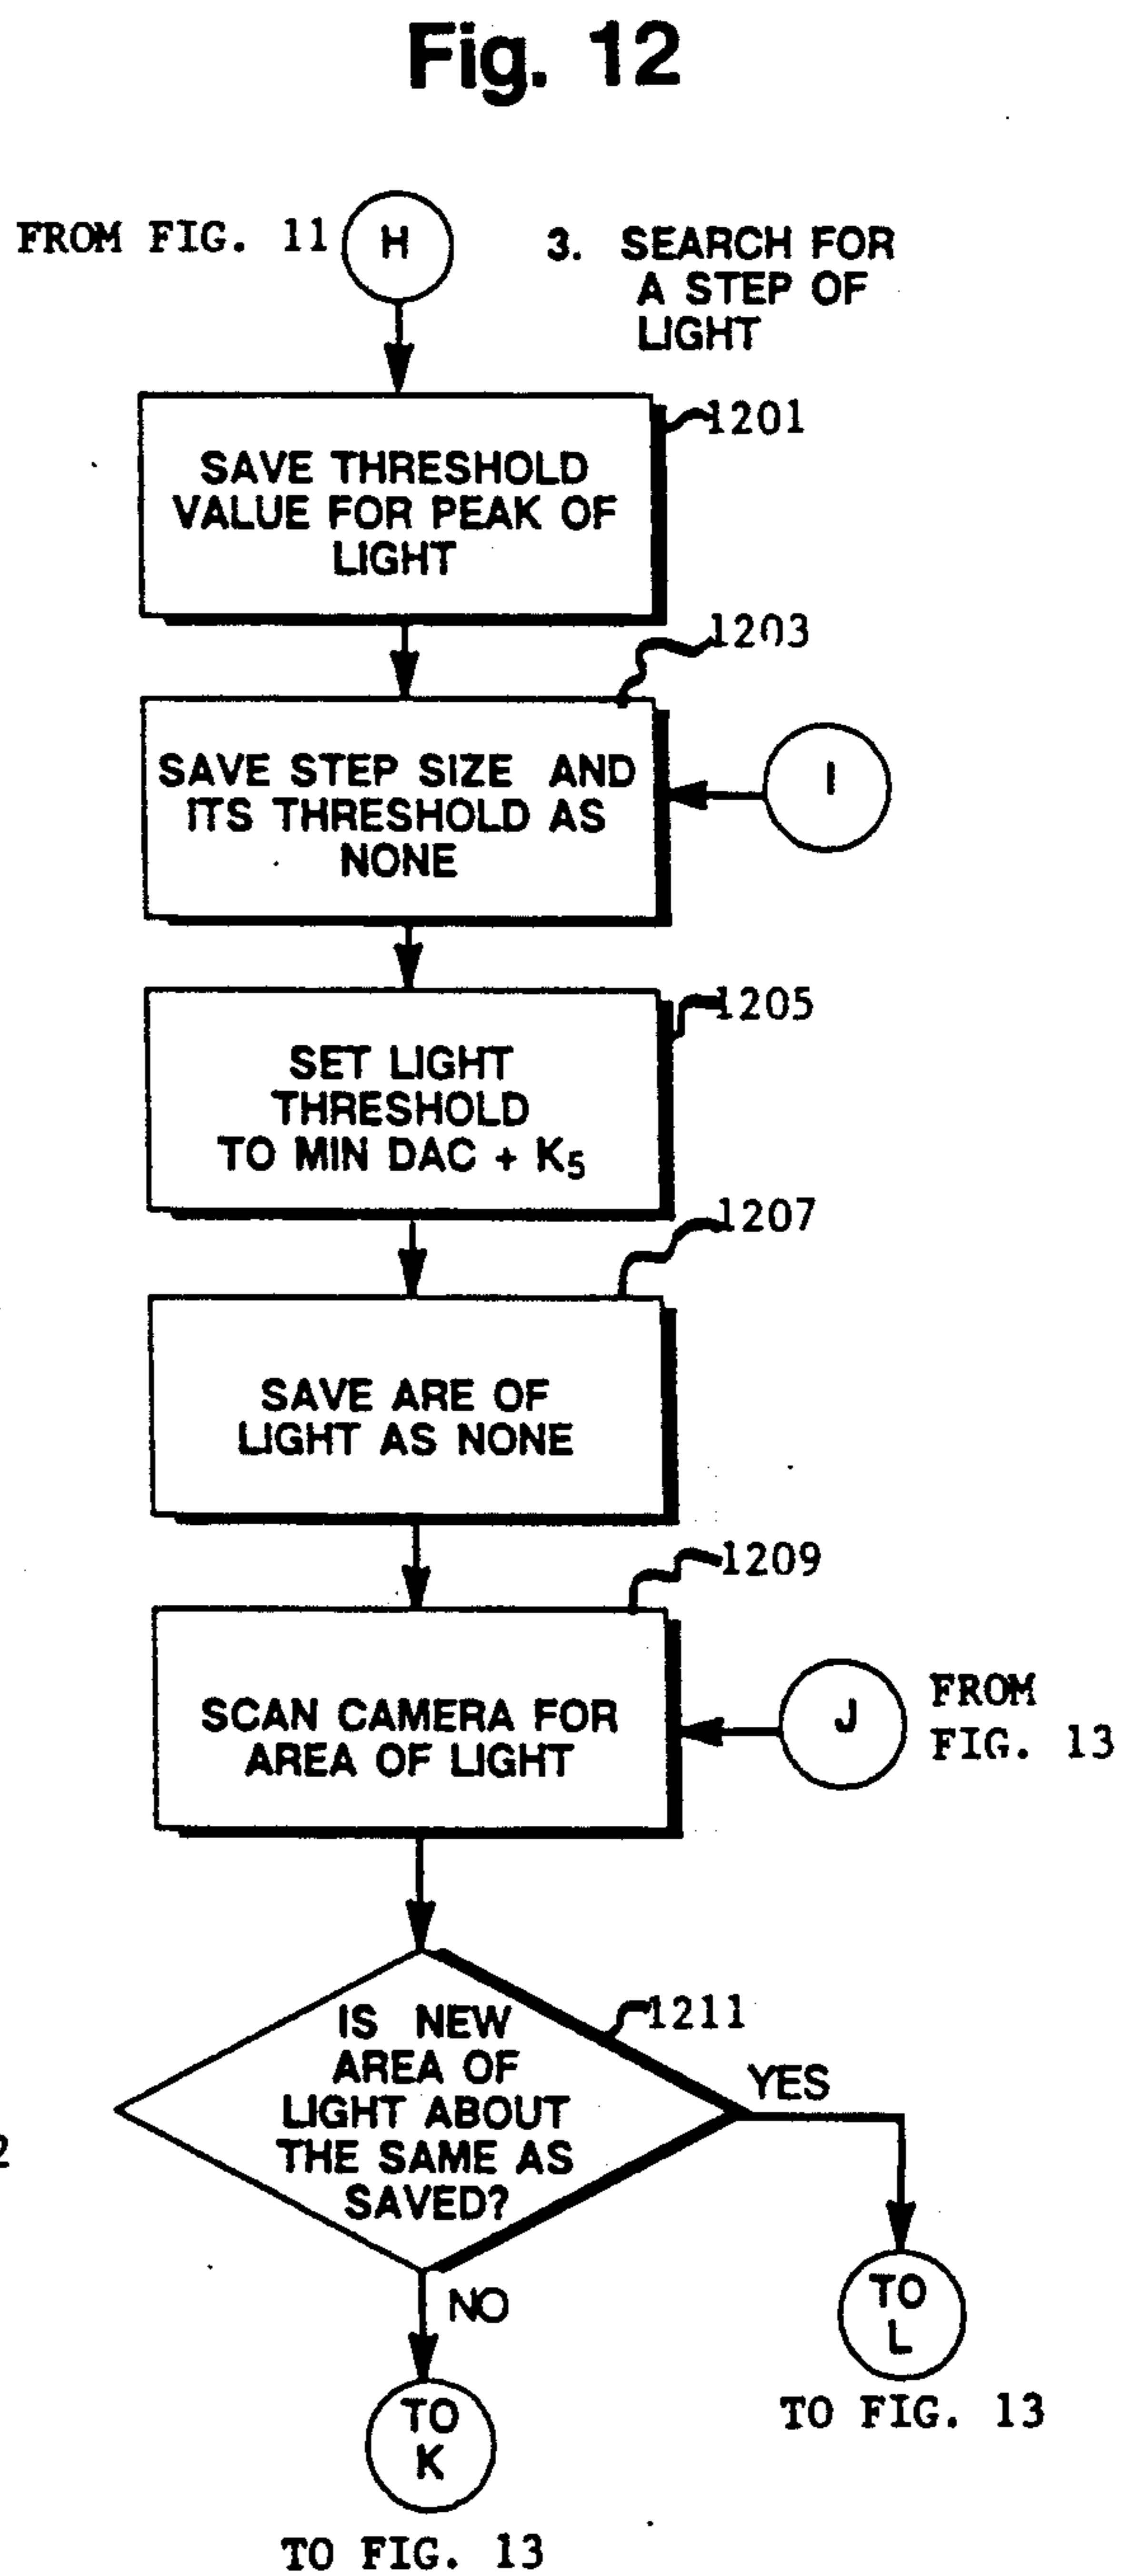 Fig. 12
FROM FIG. 11
H
3. SEARCH FOR
A STEP OF
LIGHT
1201
SAVE THRESHOLD
VALUE FOR PEAK OF
LIGHT
1203
SAVE STEP SIZE AND
ITS THRESHOLD AS
NONE
I
1205
SET LIGHT
THRESHOLD
TO MIN DAC + K5
1207
SAVE ARE OF
LIGHT AS NONE
1209
SCAN CAMERA FOR
AREA OF LIGHT
J
FROM
FIG. 13
1211
IS NEW
AREA OF
LIGHT ABOUT
THE SAME AS
SAVED?
YES
2
NO
TO
L
TO FIG. 13
TO
K
TO FIG. 13